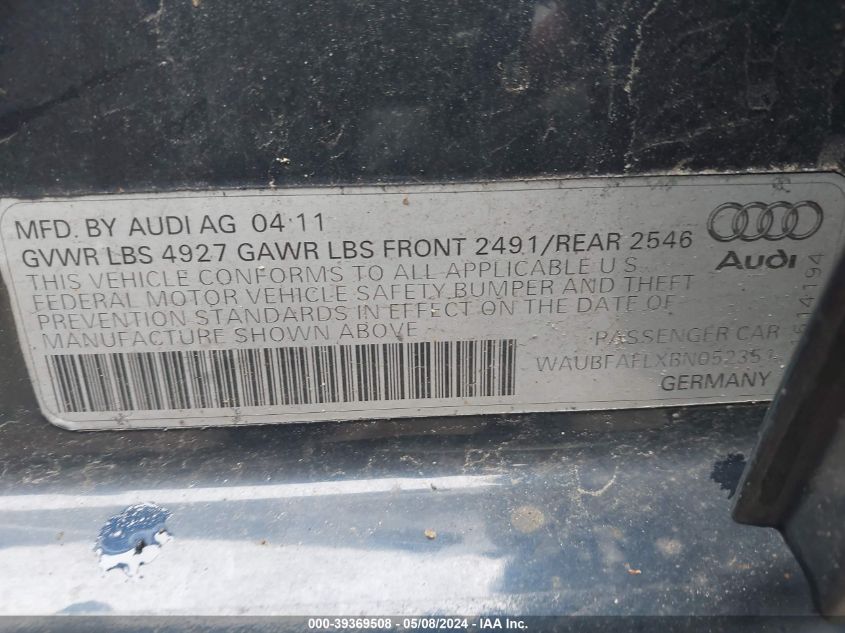 MFD. BY AUDI AG 04 11
GVWR LBS 4927 GAWR LBS FRONT 2491/REAR 2546
THIS VEHICLE CONFORMS TO ALL APPLICABLE U S
FEDERAL MOTOR VEHICLE SAFETY, BUMPER AND THEFT
PREVENTION STANDARDS IN EFFECT ON THE DATE OF
MANUFACTURE SHOWN ABOVE
PASSENGER CAR
WAUBFAFLXBN052351
GERMANY
Audi
000-39369508 - 05/08/2024 - - IAA Inc.